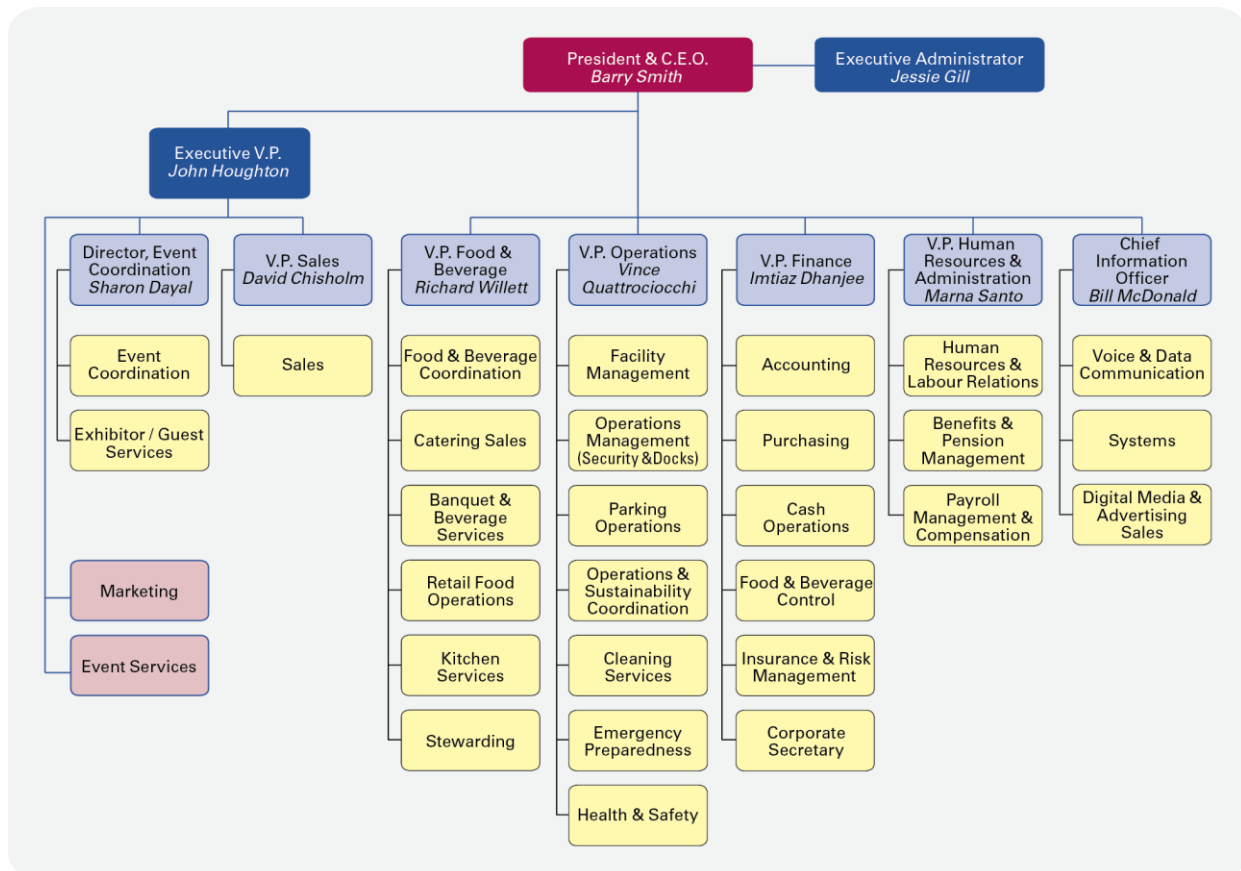 President & C.E.O.
Barry Smith
Executive Administrator
Jessie Gill
Executive V.P.
John Houghton
Director, Event
Coordination
Sharon Dayal
V.P. Sales
David Chisholm
V.P. Food &
Beverage
Richard Willett
V.P. Operations
Vince
Quattrociocchi
V.P. Finance
Imtiaz Dhanjee
V.P. Human
Resources &
Administration
Marna Santo
Chief
Information
Officer
Bill McDonald
Event
Coordination
Exhibitor / Guest
Services
Marketing
Event Services
Sales
Food & Beverage
Coordination
Catering Sales
Banquet &
Beverage
Services
Retail Food
Operations
Kitchen
Services
Stewarding
Facility
Management
Operations
Management
(Security &Docks)
Parking
Operations
Operations &
Sustainability
Coordination
Cleaning
Services
Emergency
Preparedness
Health & Safety
Accounting
Purchasing
Cash
Operations
Food & Beverage
Control
Insurance & Risk
Management
Corporate
Secretary
Human
Resources &
Labour Relations
Benefits &
Pension
Management
Payroll
Management &
Compensation
Voice & Data
Communication
Systems
Digital Media &
Advertising
Sales